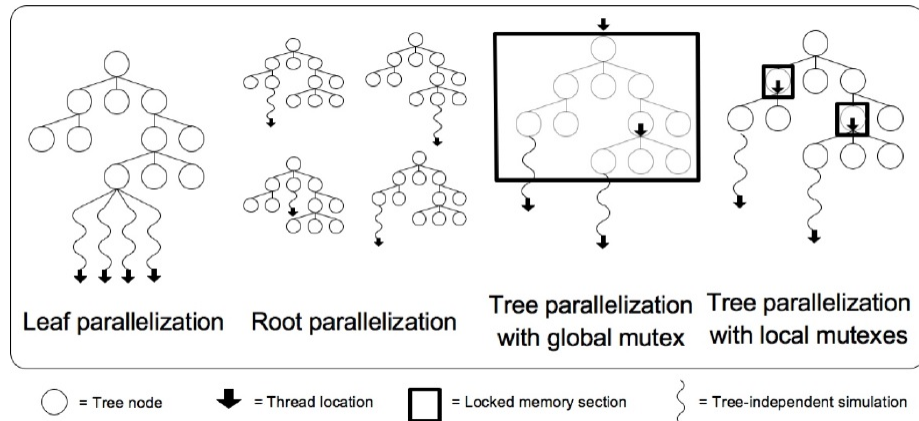 Leaf parallelization
Root parallelization
Tree parallelization
with global mutex
Tree parallelization
with local mutexes
= Tree node
= Thread location
= Locked memory section
= Tree-independent simulation